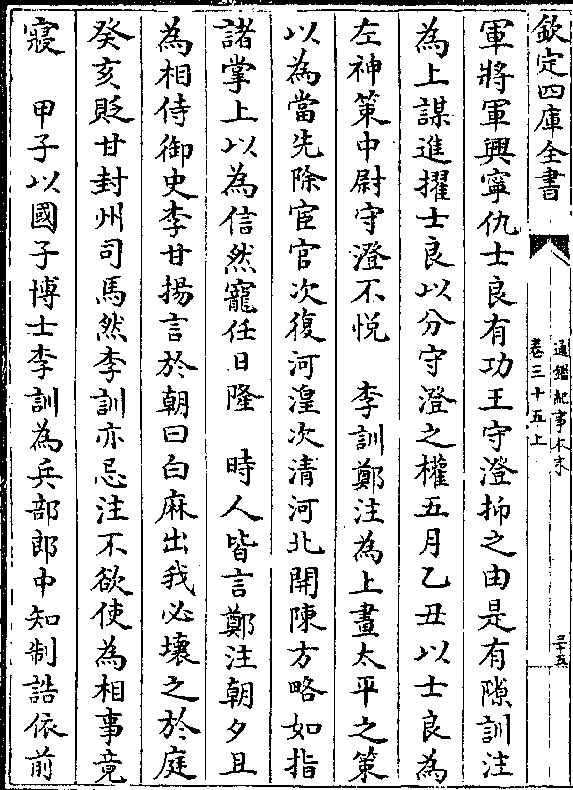 欽定四庫全書
通鑑紀事本末
卷三十五上
三十五
軍將軍興寧仇士良有功王守澄抑之由是有隙訓注
為上謀進擢士良以分守澄之權五月乙丑以士良為
左神策中尉守澄不悦　李訓鄭注為上畫太平之策
以為當先除宦官次復河湟次清河北開陳方略如指
諸掌上以為信然寵任日隆　時人皆言鄭注朝夕且
為相侍御史李甘揚言於朝曰白麻出我必壞之於庭
癸亥貶甘封州司馬然李訓亦忌注不欲使為相事竟
寢　甲子以國子博士李訓為兵部郎中知制誥依前